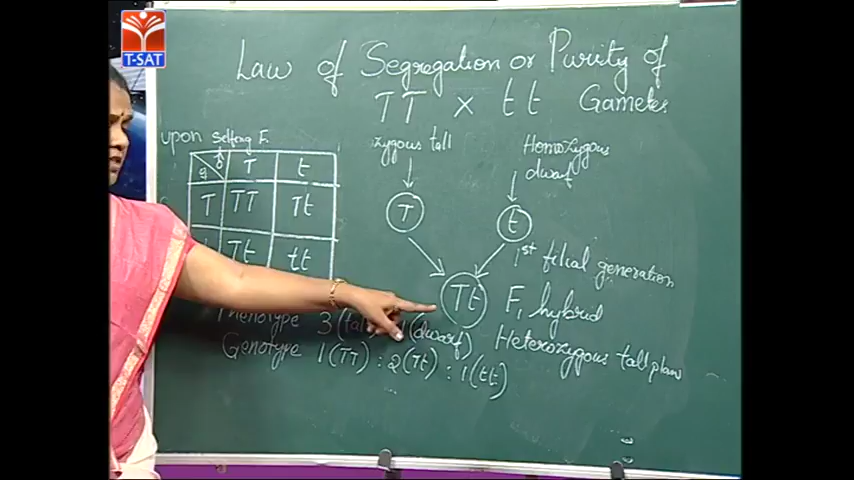 T-SAT
Law of Segregation or Purity of
TT x tt Gametes
upon selfing F₁
zygous tall
Homozygous
dwarf
♀ ♂ T t
T TT Tt
Tt tt
T t
1st filial generation
Tt F₁ hybrid
Heterozygous tall plant
Phenotype 3 (tall) 1 (dwarf)
Genotype 1(TT) : 2(Tt) : 1(tt)